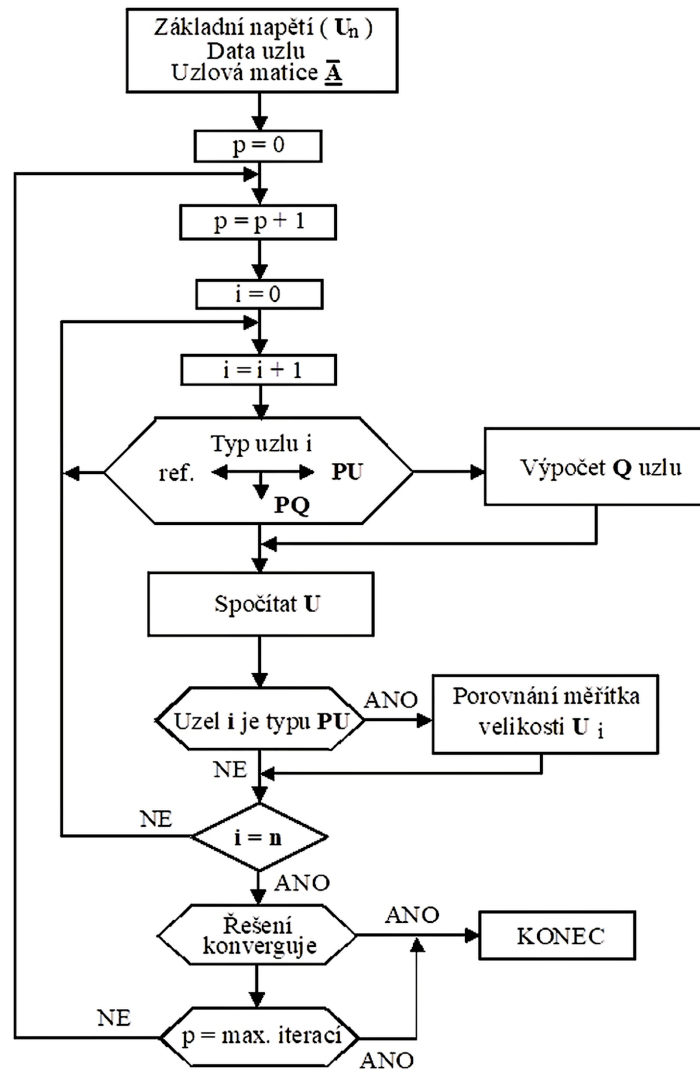 Základní napětí ( Un )
Data uzlu
Uzlová matice A
p = 0
p = p + 1
i = 0
i = i + 1
Typ uzlu i
ref.
PU
PQ
Výpočet Q uzlu
Spočítat U
Uzel i je typu PU
ANO
Porovnání měřítka
velikosti U i
NE
NE
i = n
ANO
Řešení
konverguje
ANO
KONEC
NE
p = max. iterací
ANO